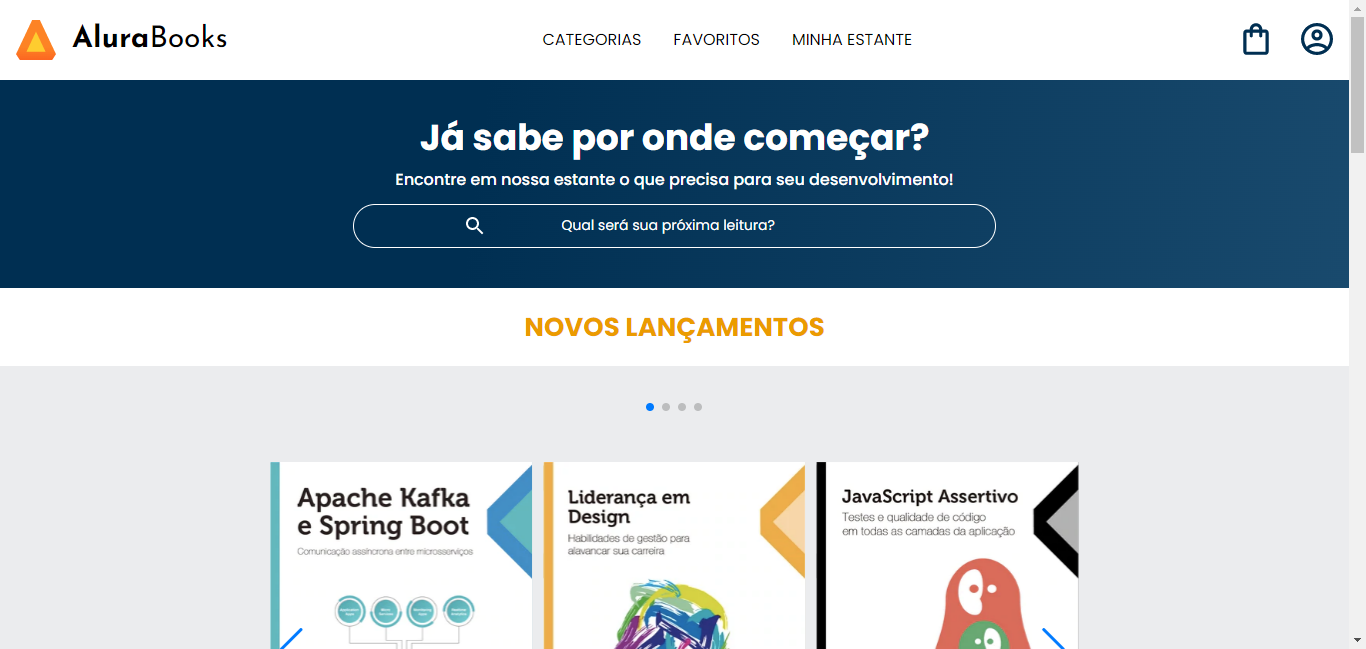 AluraBooks
CATEGORIAS
FAVORITOS
MINHA ESTANTE
Já sabe por onde começar?
Encontre em nossa estante o que precisa para seu desenvolvimento!
Qual será sua próxima leitura?
NOVOS LANÇAMENTOS
Apache Kafka
e Spring Boot
Comunicação assíncrona entre microsserviços
Liderança em
Design
Habilidades de gestão para
alavancar sua carreira
JavaScript Assertivo
Testes e qualidade de código
em todas as camadas da aplicação